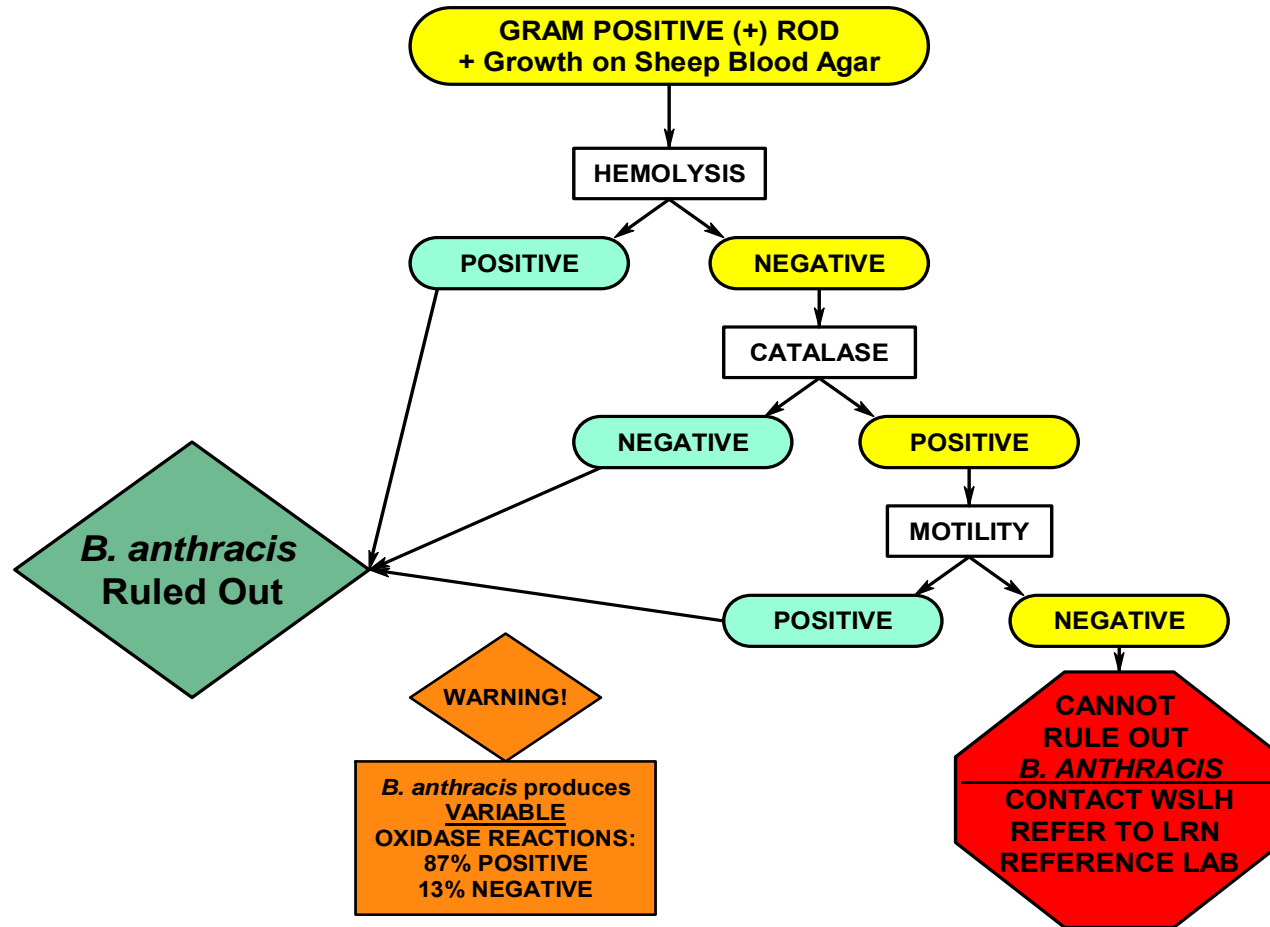 GRAM POSITIVE (+) ROD
+ Growth on Sheep Blood Agar
HEMOLYSIS
POSITIVE
NEGATIVE
CATALASE
NEGATIVE
POSITIVE
MOTILITY
POSITIVE
NEGATIVE
B. anthracis
Ruled Out
WARNING!
B. anthracis produces
VARIABLE
OXIDASE REACTIONS:
87% POSITIVE
13% NEGATIVE
CANNOT
RULE OUT
B. ANTHRACIS
CONTACT WSLH
REFER TO LRN
REFERENCE LAB